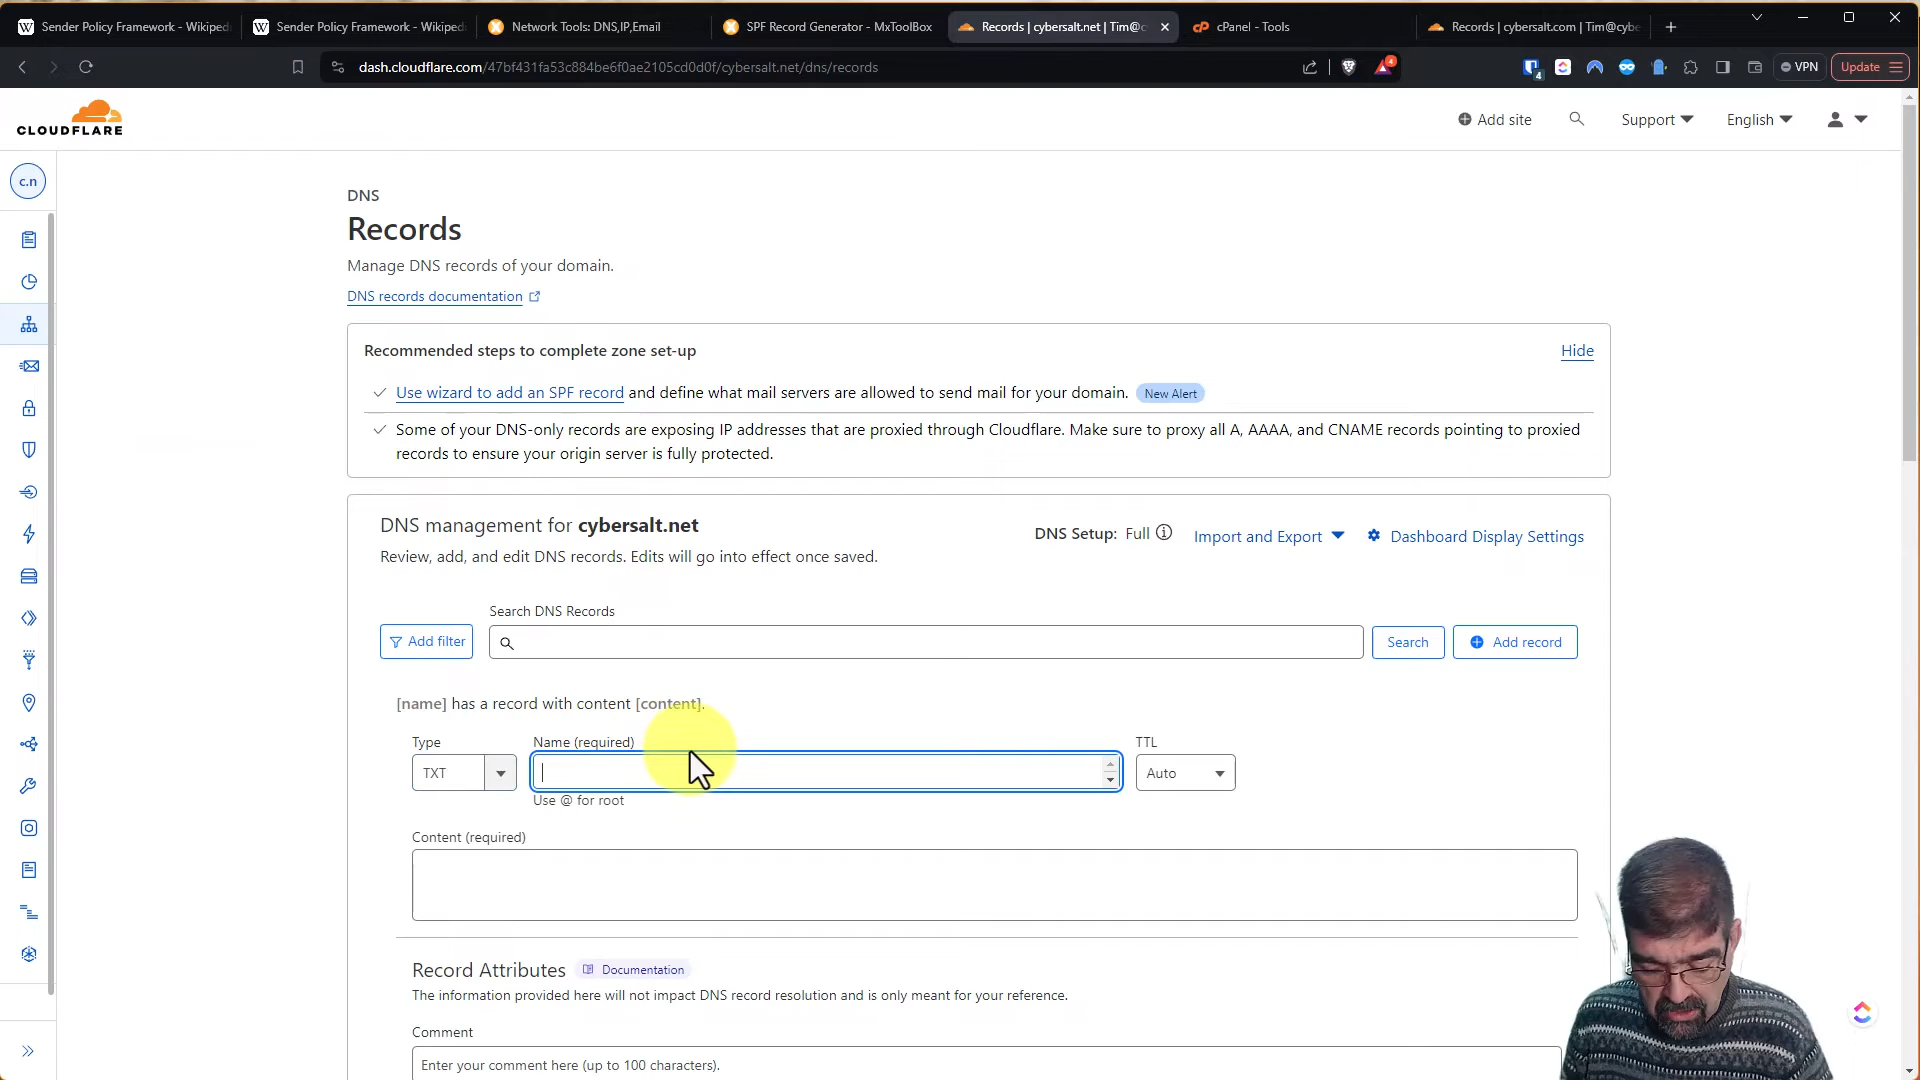 Sender Policy Framework - Wikiped
Sender Policy Framework - Wikiped
Network Tools: DNS,IP,Email
SPF Record Generator - MxToolBox
Records | cybersalt.net | Tim@c
cPanel - Tools
Records | cybersalt.com | Tim@cybe
dash.cloudflare.com/47bf431fa53c884be6f0ae2105cd0d0f/cybersalt.net/dns/records
4
4
VPN
Update
CLOUDFLARE
Add site
Support
English
c.n
DNS
Records
Manage DNS records of your domain.
DNS records documentation
Recommended steps to complete zone set-up
Hide
Use wizard to add an SPF record and define what mail servers are allowed to send mail for your domain. New Alert
Some of your DNS-only records are exposing IP addresses that are proxied through Cloudflare. Make sure to proxy all A, AAAA, and CNAME records pointing to proxied
records to ensure your origin server is fully protected.
DNS management for cybersalt.net
Review, add, and edit DNS records. Edits will go into effect once saved.
DNS Setup: Full
Import and Export
Dashboard Display Settings
Search DNS Records
Add filter
Search
Add record
[name] has a record with content [content].
Type
Name (required)
TTL
TXT
Auto
Use @ for root
Content (required)
Record Attributes
Documentation
The information provided here will not impact DNS record resolution and is only meant for your reference.
Comment
Enter your comment here (up to 100 characters).